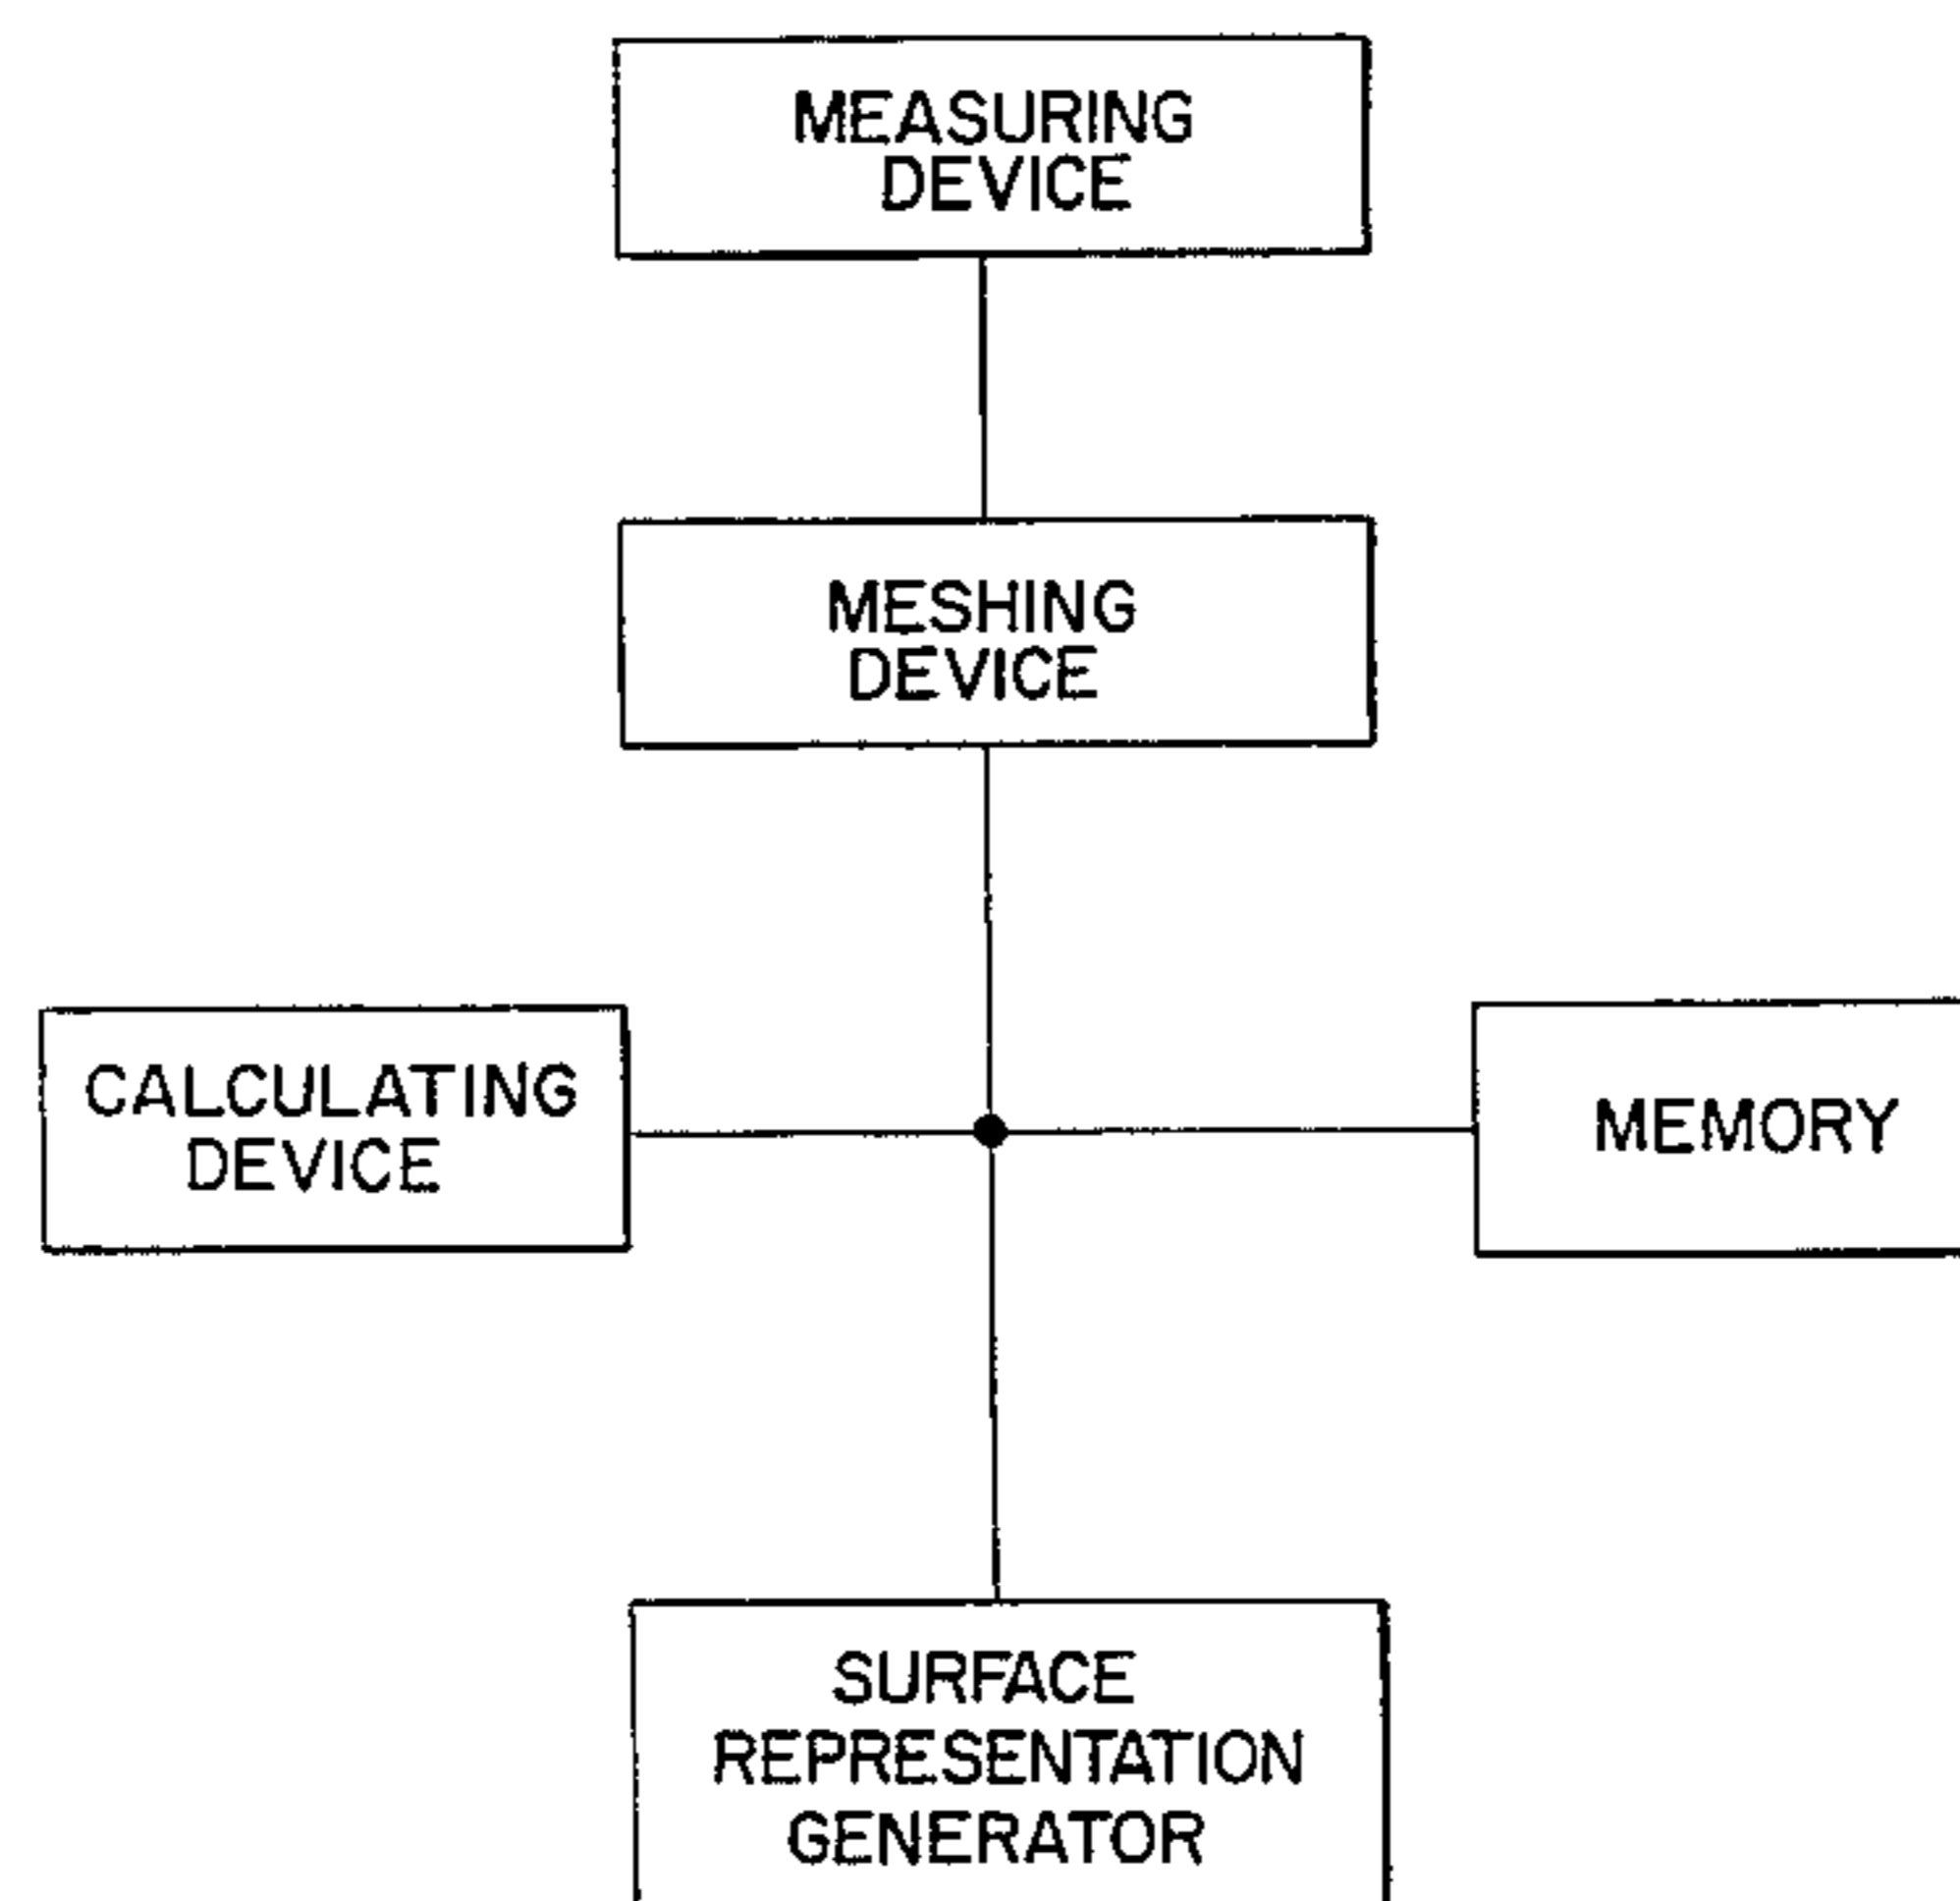 MEASURING
DEVICE
MESHING
DEVICE
CALCULATING
DEVICE
MEMORY
SURFACE
REPRESENTATION
GENERATOR